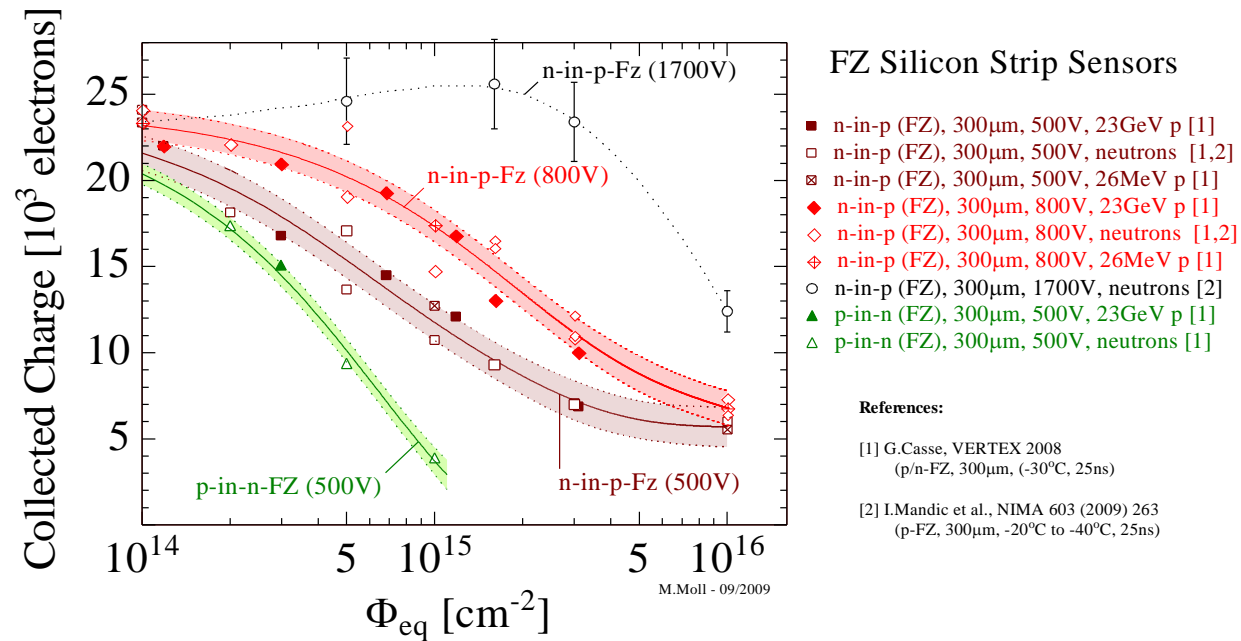 Collected Charge [10³ electrons]
25
20
15
10
5
n-in-p-Fz (1700V)
n-in-p-Fz (800V)
n-in-p-Fz (500V)
p-in-n-FZ (500V)
10¹⁴ 5 10¹⁵ 5 10¹⁶
Φeq [cm⁻²]
M.Moll - 09/2009
FZ Silicon Strip Sensors
n-in-p (FZ), 300μm, 500V, 23GeV p [1]
n-in-p (FZ), 300μm, 500V, neutrons [1,2]
n-in-p (FZ), 300μm, 500V, 26MeV p [1]
n-in-p (FZ), 300μm, 800V, 23GeV p [1]
n-in-p (FZ), 300μm, 800V, neutrons [1,2]
n-in-p (FZ), 300μm, 800V, 26MeV p [1]
n-in-p (FZ), 300μm, 1700V, neutrons [2]
p-in-n (FZ), 300μm, 500V, 23GeV p [1]
p-in-n (FZ), 300μm, 500V, neutrons [1]
References:
[1] G.Casse, VERTEX 2008
(p/n-FZ, 300μm, (-30°C, 25ns)
[2] I.Mandic et al., NIMA 603 (2009) 263
(p-FZ, 300μm, -20°C to -40°C, 25ns)